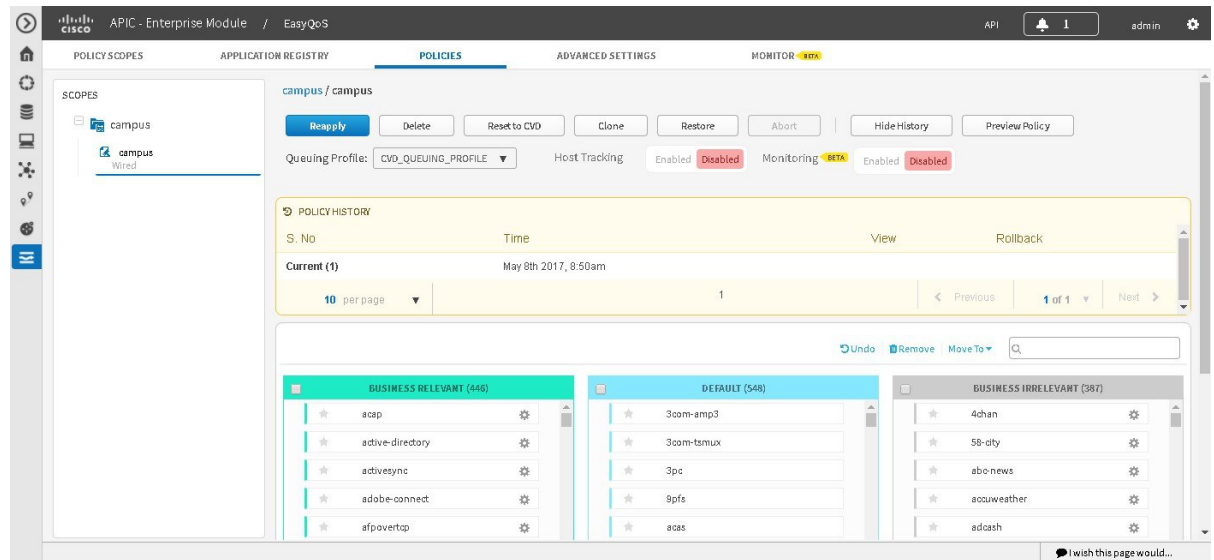 cisco APIC - Enterprise Module / EasyQoS API 1 admin
POLICY SCOPES APPLICATION REGISTRY POLICIES ADVANCED SETTINGS MONITOR BETA
SCOPES
campus
campus
Wired
campus / campus
Reapply Delete Reset to CVD Clone Restore Abort Hide History Preview Policy
Queuing Profile: CVD_QUEUING_PROFILE Host Tracking Enabled Disabled Monitoring BETA Enabled Disabled
POLICY HISTORY
S. No Time View Rollback
Current (1) May 8th 2017, 8:50am
10 per page 1 Previous 1 of 1 Next
Undo Remove Move To
BUSINESS RELEVANT (446) DEFAULT (548) BUSINESS IRRELEVANT (387)
acap 3com-amp3 4chan
active-directory 3com-tsmux 58-city
activesync 3pc abc-news
adobe-connect 9pfs accuweather
afpovertcp acas adcash
I wish this page would...